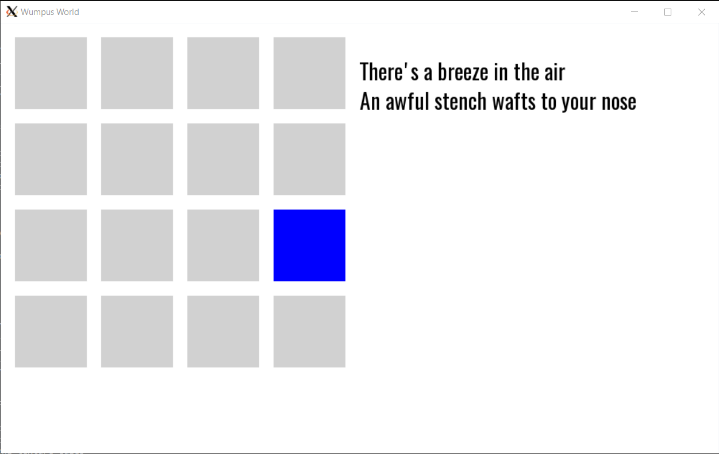 Wumpus World
There's a breeze in the air
An awful stench wafts to your nose